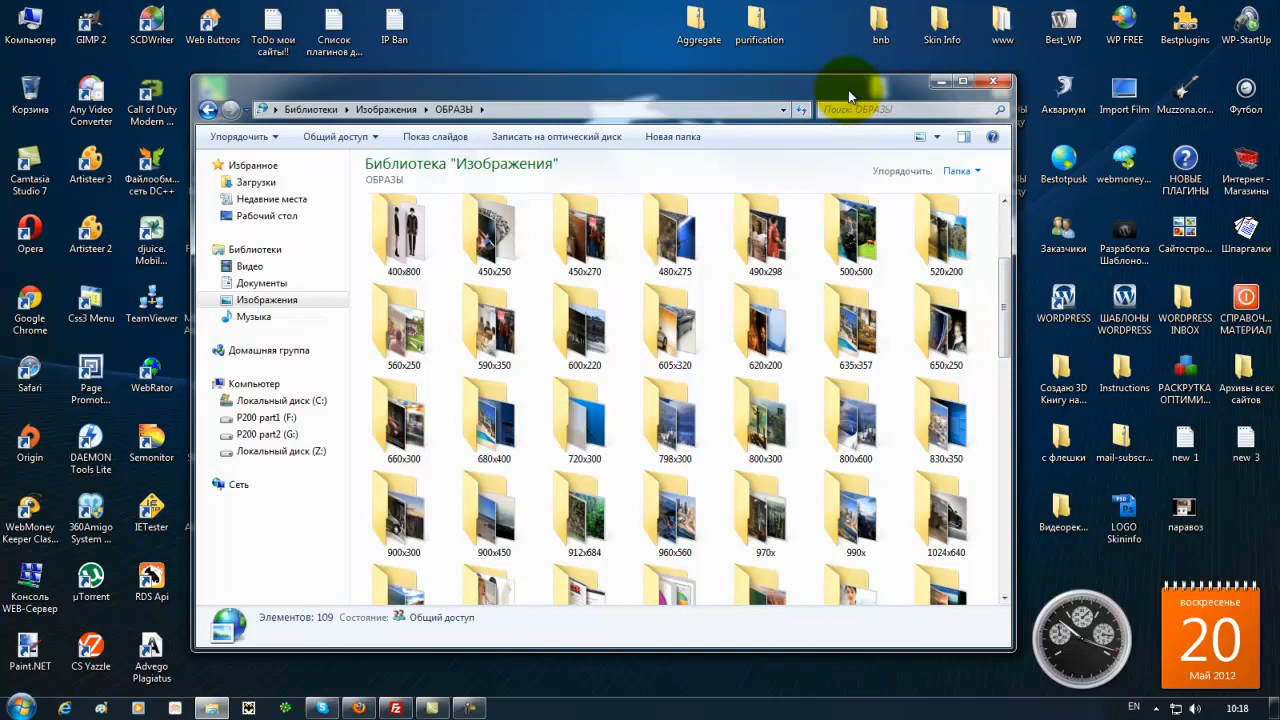 Компьютер
GIMP 2
SCDWriter
Web Buttons
ToDo мои
сайты!!
Список
плагинов д...
IP Ban
Aggregate
purification
bnb
Skin Info
www
Best_WP
WP FREE
Bestplugins
WP-StartUp
Корзина
Any Video
Converter
Call of Duty
Modern ...
Аквариум
Import Film
Muzzona.or...
Футбол
Camtasia
Studio 7
Artisteer 3
Файлообм...
сеть DC++
Bestotpusk
webmoney...
НОВЫЕ
ПЛАГИНЫ
Интернет -
Магазины
Opera
Artisteer 2
djuice.
Mobil...
Заказчики
Разработка
Шаблоно...
Сайтостро...
Шпаргалки
Google
Chrome
Css3 Menu
TeamViewer
WORDPRESS
ШАБЛОНЫ
WORDPRESS
WORDPRESS
INBOX
СПРАВОЧ...
МАТЕРИАЛ
Safari
Page
Promot...
WebRator
Создаю 3D
Книгу на...
Instructions
РАСКРУТКА
ОПТИМИ...
Архивы всех
сайтов
Origin
DAEMON
Tools Lite
Semonitor
с флешки
mail-subscr...
new_1
new 3
WebMoney
Keeper Clas...
360Amigo
System ...
IETester
Видеорек...
LOGO
Skininfo
паравоз
Консоль
WEB-Сервер
µTorrent
RDS Api
Paint.NET
CS Yazzle
Advego
Plagiatus
Библиотеки
Изображения
ОБРАЗЫ
Поиск: ОБРАЗЫ
Упорядочить
Общий доступ
Показ слайдов
Записать на оптический диск
Новая папка
Избранное
Загрузки
Недавние места
Рабочий стол
Библиотеки
Видео
Документы
Изображения
Музыка
Домашняя группа
Компьютер
Локальный диск (C:)
P200 part1 (F:)
P200 part2 (G:)
Локальный диск (Z:)
Сеть
Библиотека "Изображения"
ОБРАЗЫ
Упорядочить:
Папка
400x800
450x250
450x270
480x275
490x298
500x500
520x200
560x250
590x350
600x220
605x320
620x200
635x357
650x250
660x300
680x400
720x300
798x300
800x300
800x600
830x350
900x300
900x450
912x684
960x560
970x
990x
1024x640
Элементов: 109
Состояние:
Общий доступ
воскресенье
20
Май 2012
EN
10:18